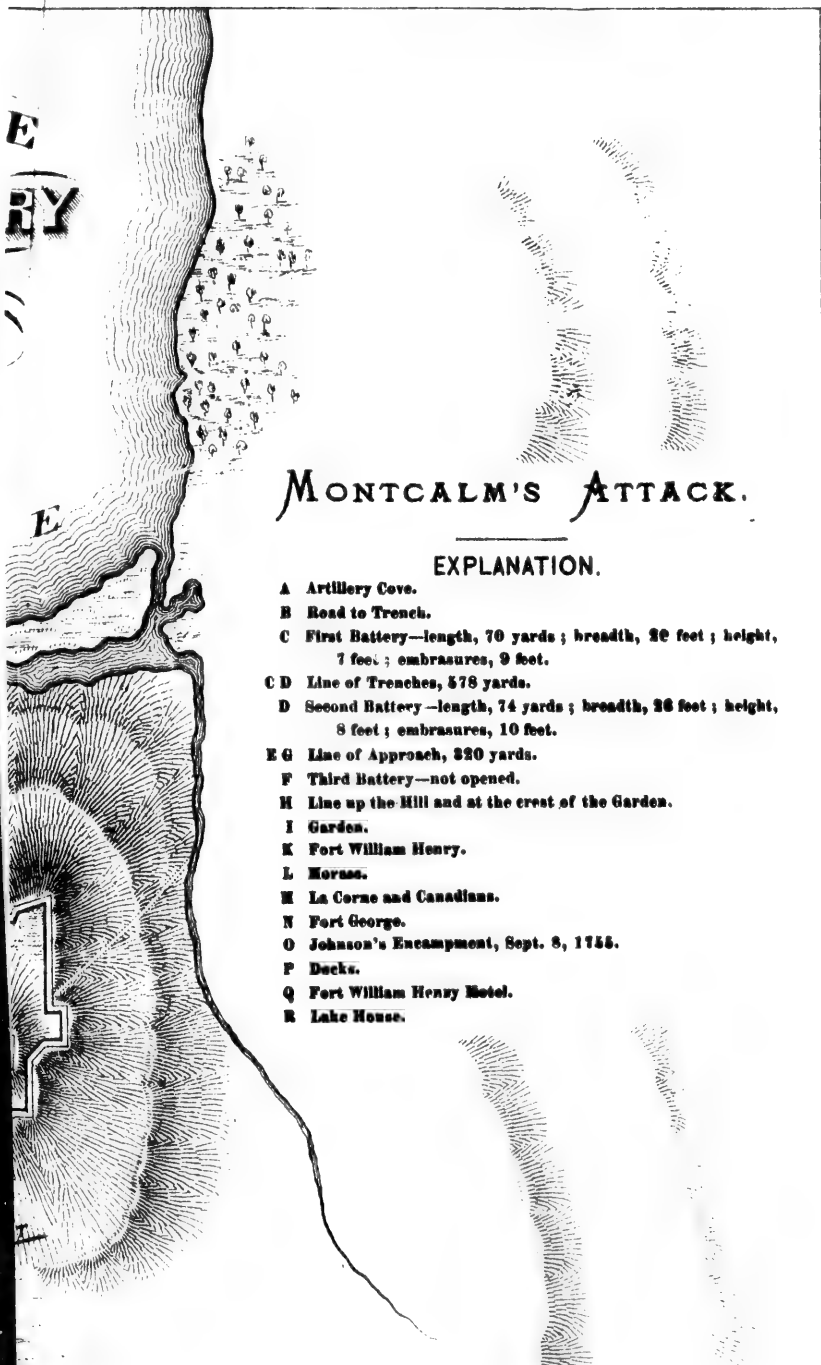 E
RY
E
MONTCALM'S ATTACK.
EXPLANATION.
A Artillery Cove.
B Road to Trench.
C First Battery—length, 70 yards ; breadth, feet ; height,
7 feet ; embrasures, 9 feet.
C D Line of Trenches, 578 yards.
D Second Battery—length, 74 yards ; breadth, feet ; height,
8 feet ; embrasures, 10 feet.
E G Line of Approach, 320 yards.
F Third Battery—not opened.
H Line up the Hill and at the crest of the Garden.
I Garden.
K Fort William Henry.
L Morass.
M La Corne and Canadians.
N Fort George.
O Johnson's Encampment, Sept. 8, 1755.
P Docks.
Q Fort William Henry Hotel.
R Lake House.